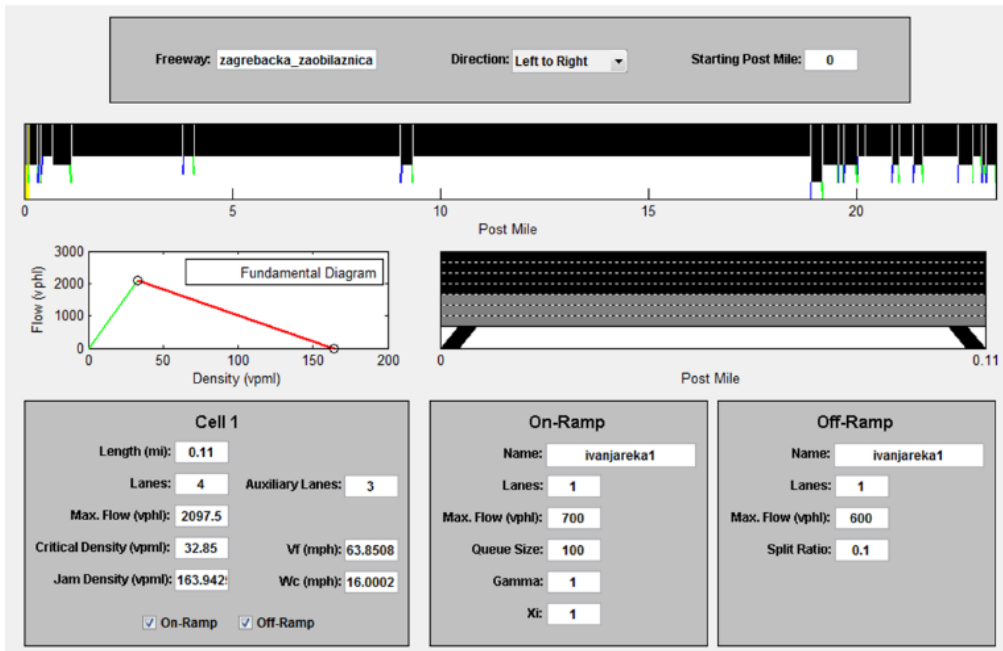 Freeway: zagrebacka_zaobilaznica Direction: Left to Right Starting Post Mile: 0
0 5 10 15 20
Post Mile
3000
2000
1000
0
Flow (vphl)
Fundamental Diagram
0 50 100 150 200
Density (vpml)
0 0.11
Post Mile
Cell 1
Length (mi): 0.11
Lanes: 4 Auxiliary Lanes: 3
Max. Flow (vphl): 2097.5
Critical Density (vpml): 32.85 Vf (mph): 63.8508
Jam Density (vpml): 163.942 Wc (mph): 16.0002
On-Ramp Off-Ramp
On-Ramp
Name: ivanjareka1
Lanes: 1
Max. Flow (vphl): 700
Queue Size: 100
Gamma: 1
Xi: 1
Off-Ramp
Name: ivanjareka1
Lanes: 1
Max. Flow (vphl): 600
Split Ratio: 0.1